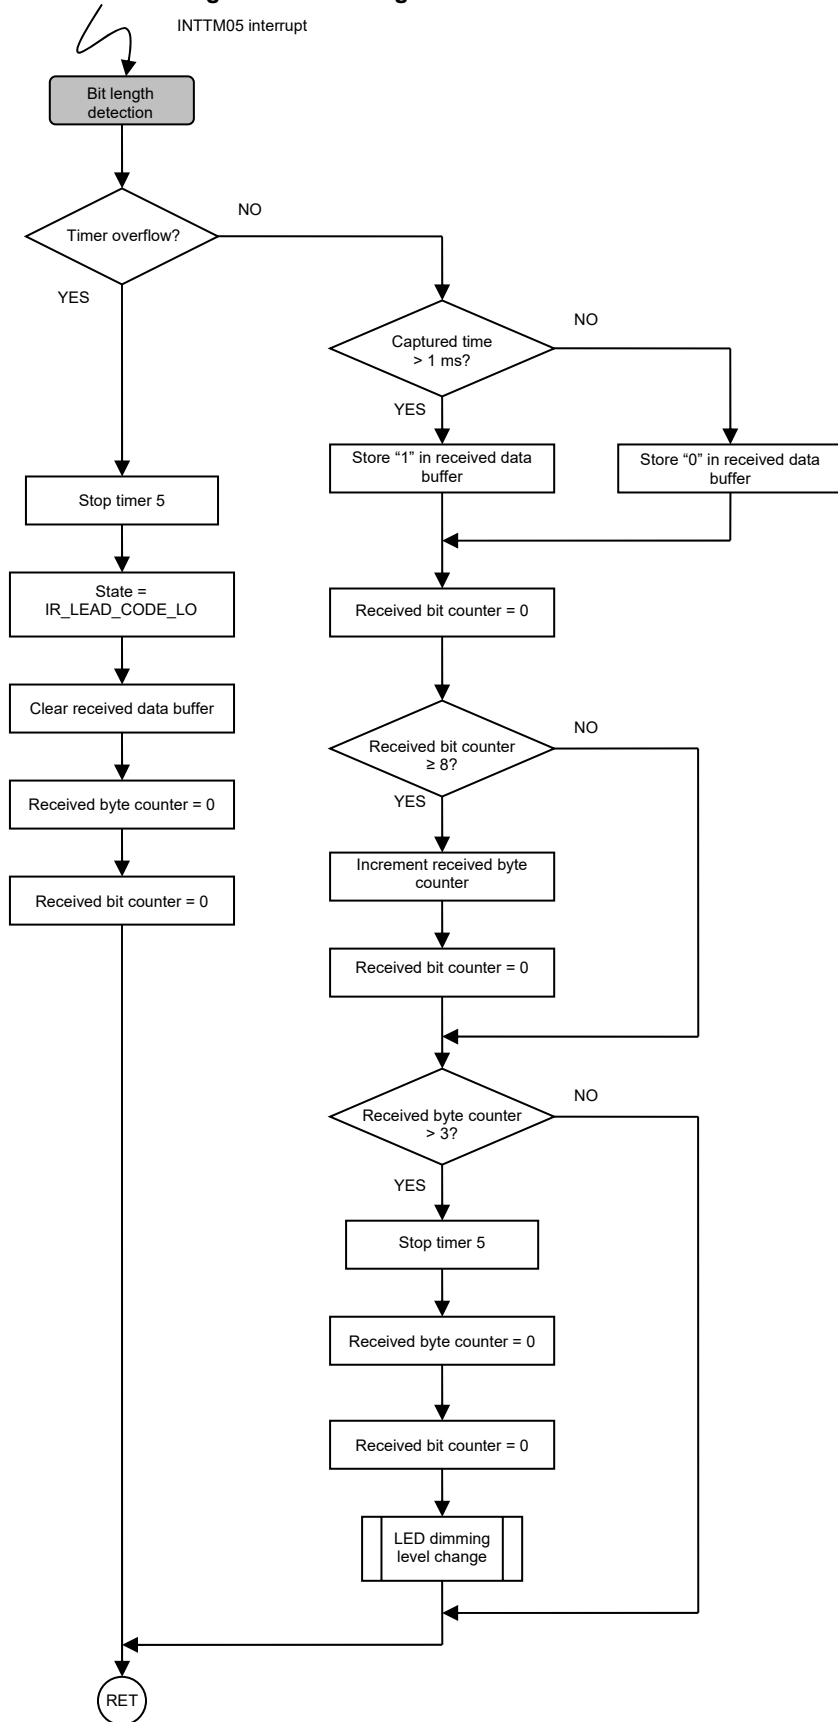 INTTM05 interrupt
Bit length
detection
Timer overflow?
NO
YES
Captured time
> 1 ms?
NO
YES
Store “1” in received data
buffer
Store “0” in received data
buffer
Stop timer 5
State =
IR_LEAD_CODE_LO
Received bit counter = 0
Clear received data buffer
Received bit counter
≥ 8?
NO
YES
Received byte counter = 0
Increment received byte
counter
Received bit counter = 0
Received bit counter = 0
Received byte counter
> 3?
NO
YES
Stop timer 5
Received byte counter = 0
Received bit counter = 0
LED dimming
level change
RET